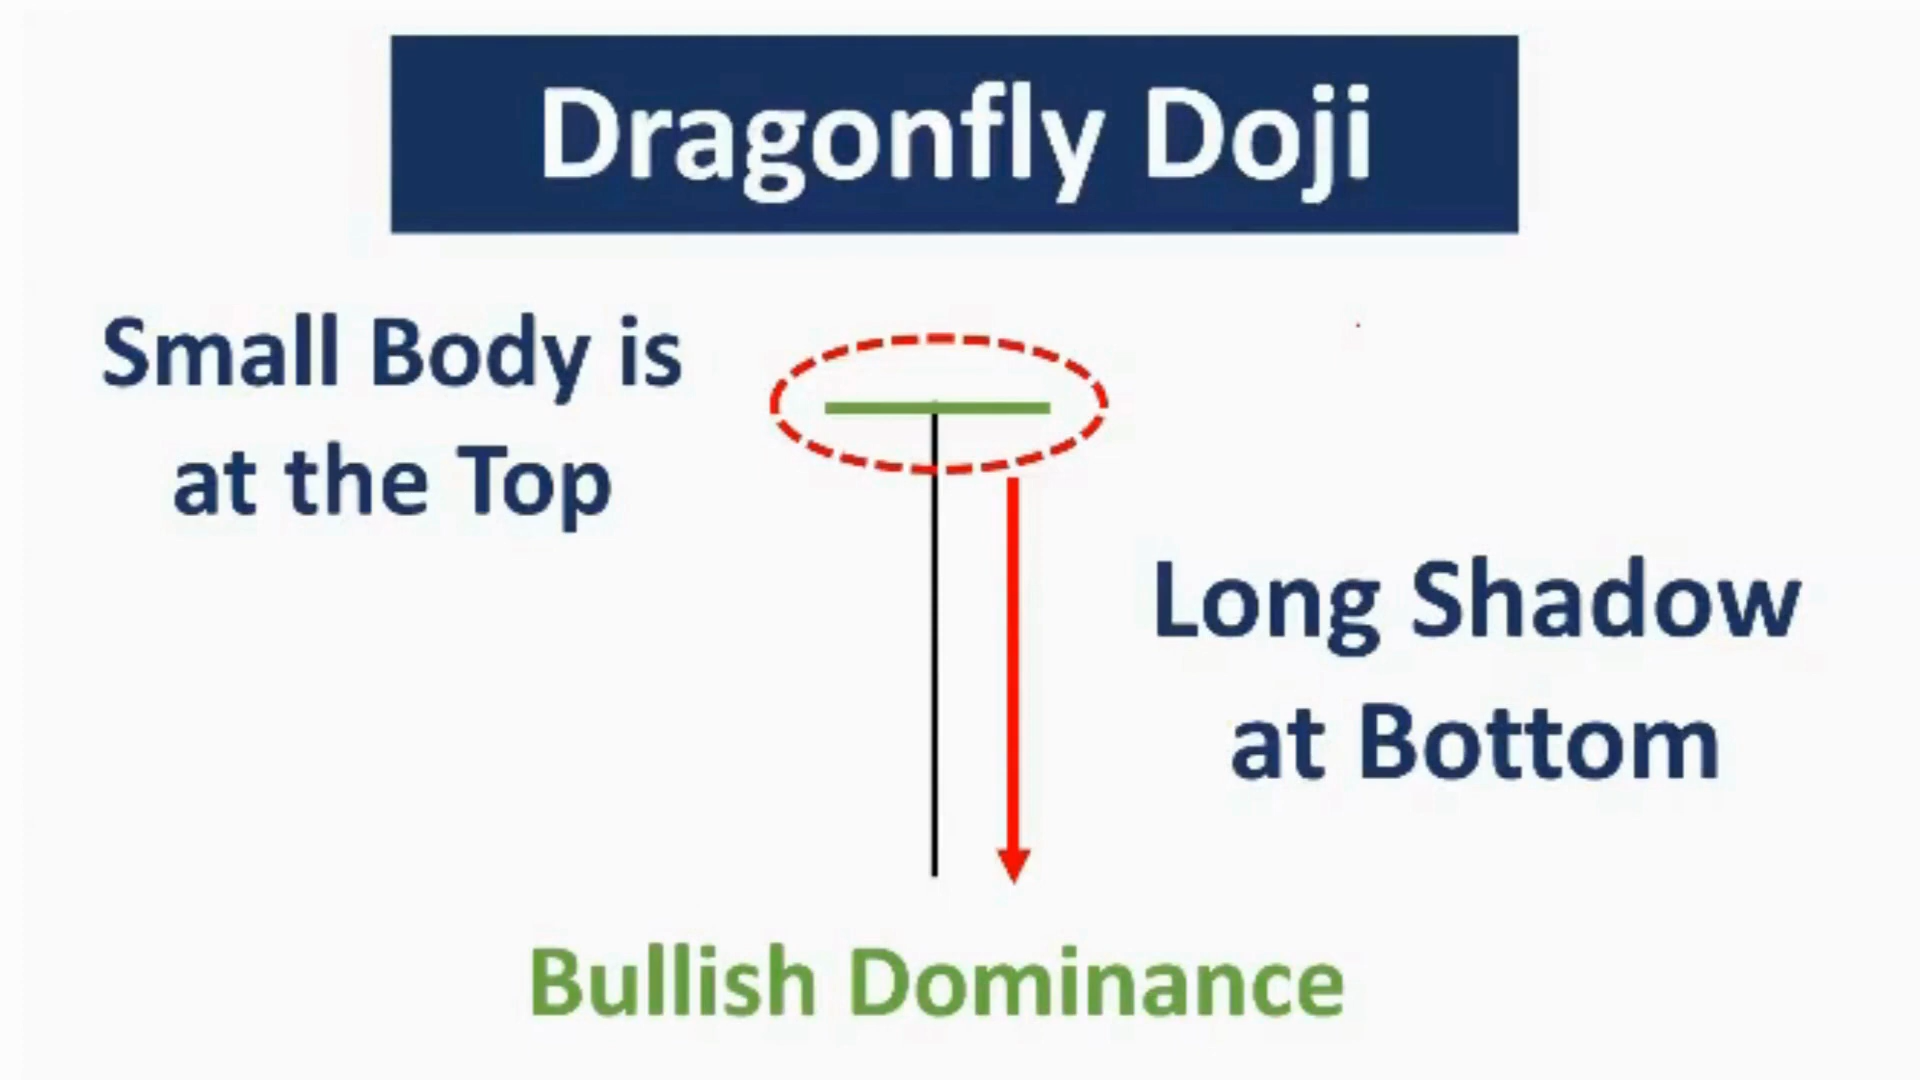 Dragonfly Doji
Small Body is
at the Top
Long Shadow
at Bottom
Bullish Dominance